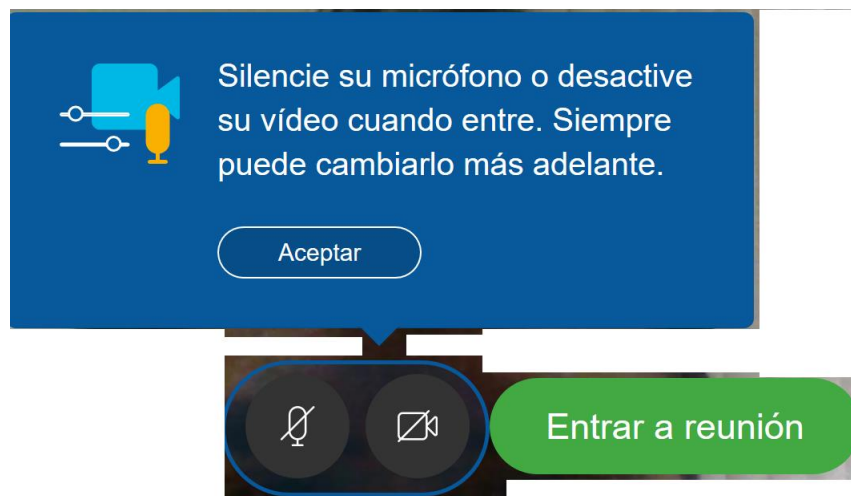 Silencie su micrófono o desactive
su vídeo cuando entre. Siempre
puede cambiarlo más adelante.
Aceptar
Entrar a reunión